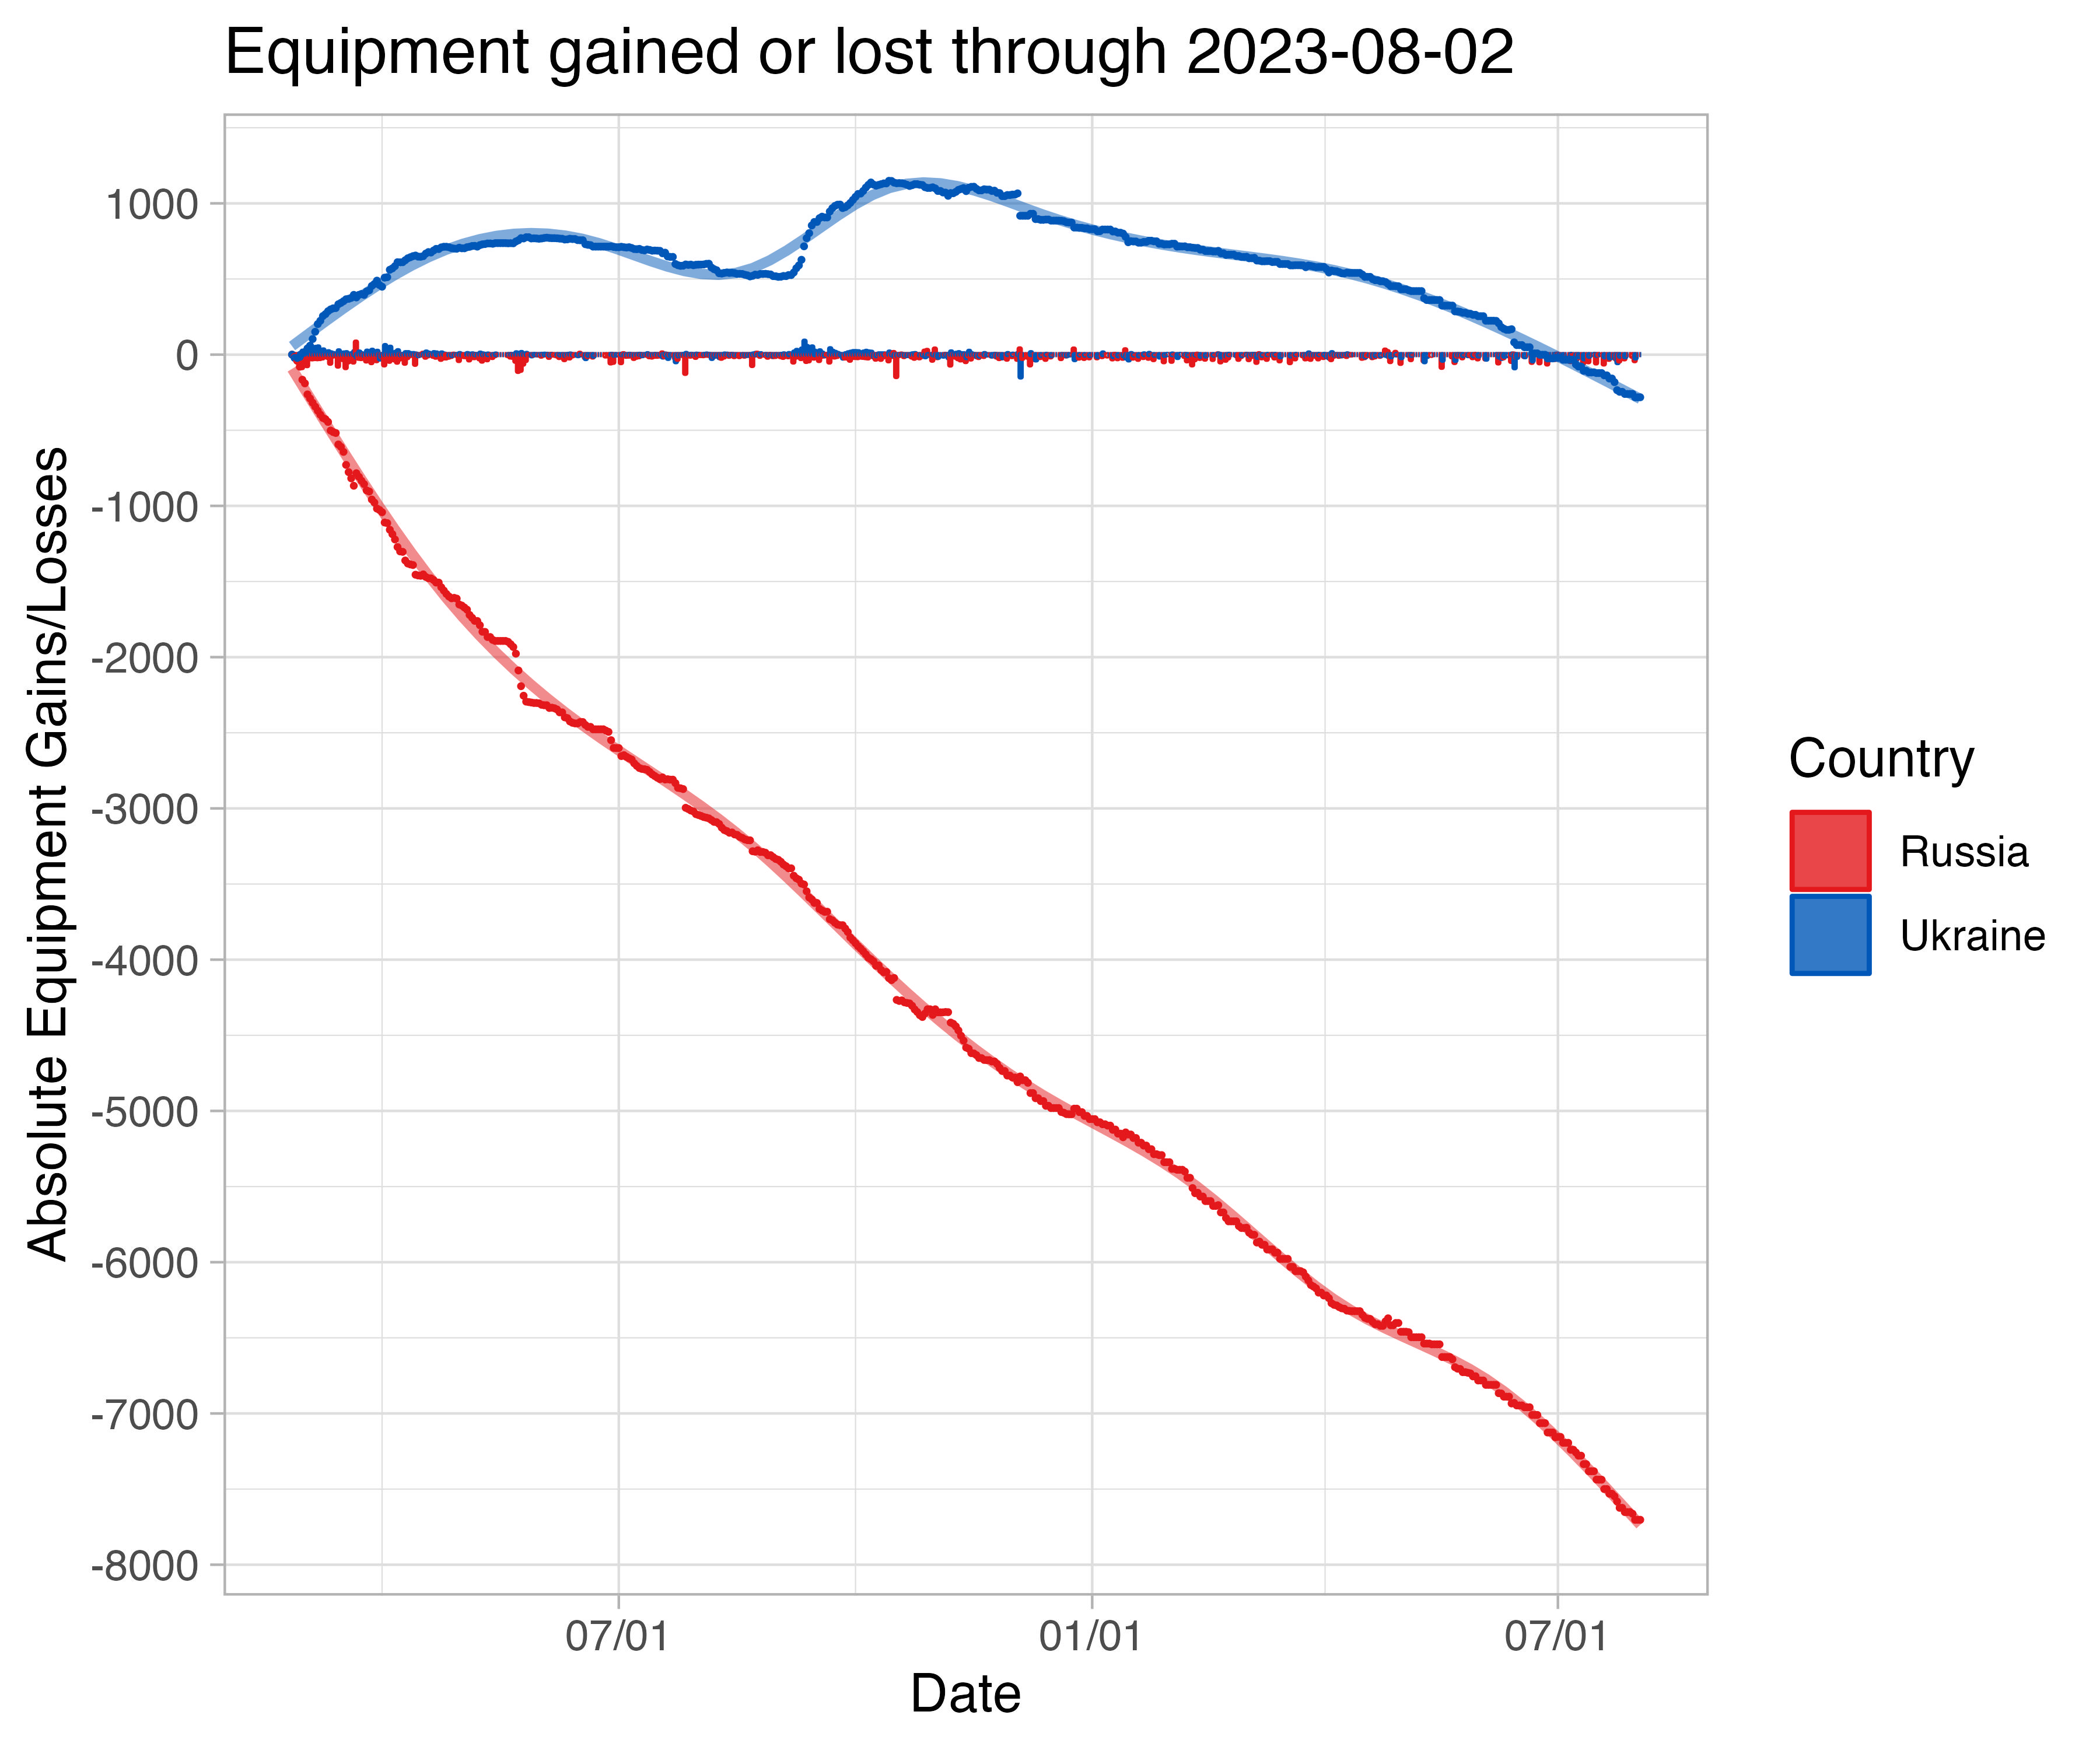 Equipment gained or lost through 2023-08-02
Absolute Equipment Gains/Losses
1000
0
-1000
-2000
-3000
-4000
-5000
-6000
-7000
-8000
07/01
01/01
07/01
Date
Country
Russia
Ukraine